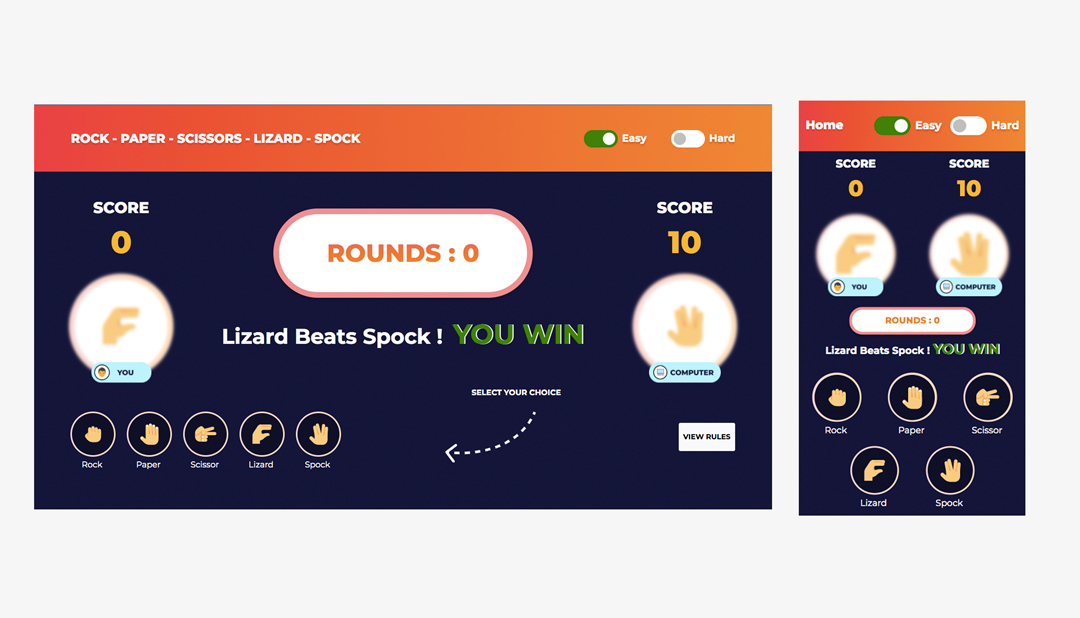 ROCK - PAPER - SCISSORS - LIZARD - SPOCK
Easy
Hard
SCORE
0
ROUNDS : 0
SCORE
10
YOU
COMPUTER
Lizard Beats Spock ! YOU WIN
SELECT YOUR CHOICE
Rock
Paper
Scissor
Lizard
Spock
VIEW RULES
Home
Easy
Hard
SCORE
0
SCORE
10
YOU
COMPUTER
ROUNDS : 0
Lizard Beats Spock ! YOU WIN
Rock
Paper
Scissor
Lizard
Spock